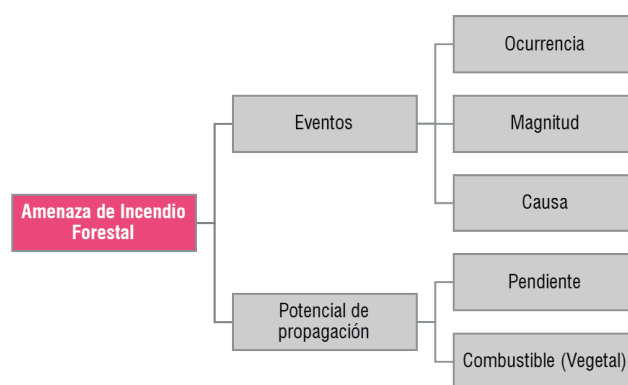 Ocurrencia
Eventos
Magnitud
Causa
Amenaza de Incendio
Forestal
Pendiente
Potencial de
propagación
Combustible (Vegetal)